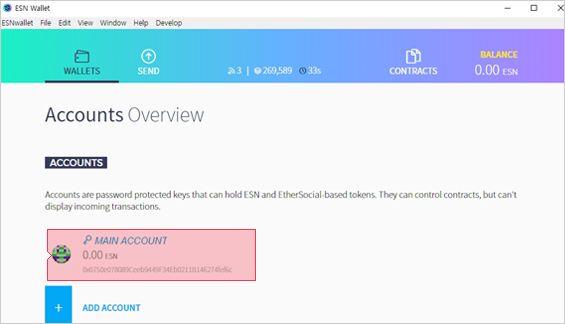 ESN Wallet
ESNwallet File Edit View Window Help Develop
WALLETS
SEND
3 | 269,589 33s
CONTRACTS
BALANCE
0.00 ESN
Accounts Overview
ACCOUNTS
Accounts are password protected keys that can hold ESN and EtherSocial-based tokens. They can control contracts, but can't
display incoming transactions.
MAIN ACCOUNT
0.00 ESN
+
ADD ACCOUNT